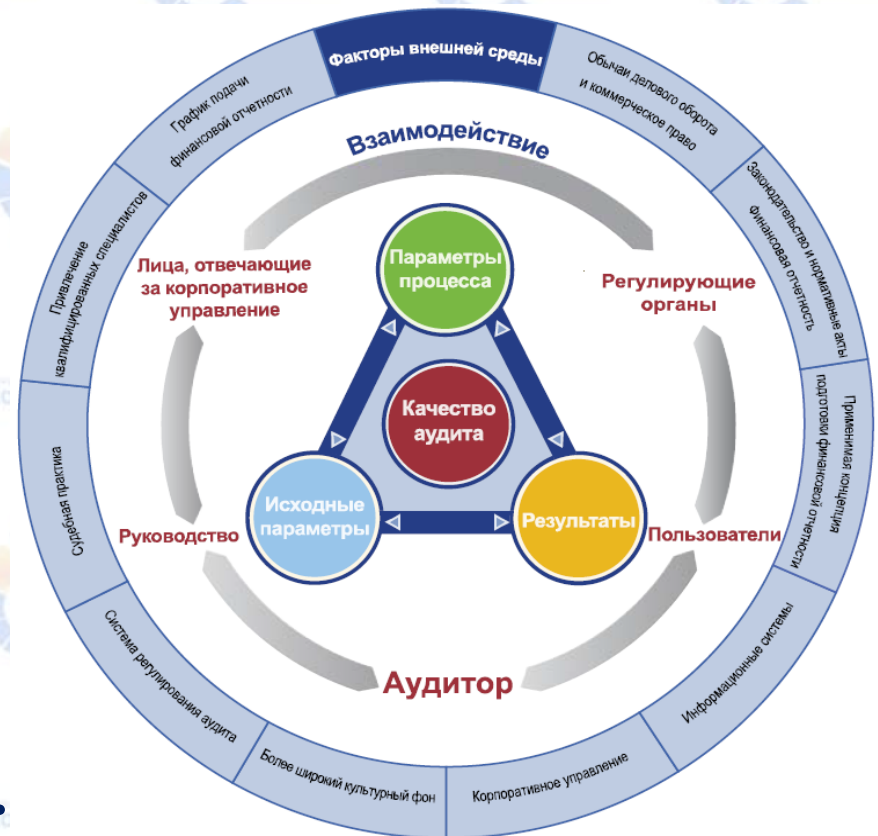 Факторы внешней среды
Обычаи делового оборота
и коммерческое право
Законодательство и нормативные акты
финансовая отчетность
Применимая концепция
подготовки финансовой отчетности
Информационные системы
Корпоративное управление
Более широкий культурный фон
Система регулирования аудита
Судебная практика
Привлечение
квалифицированных специалистов
График подачи
финансовой отчетности
Взаимодействие
Лица, отвечающие
за корпоративное
управление
Регулирующие
органы
Руководство
Пользователи
Аудитор
Параметры
процесса
Качество
аудита
Исходные
параметры
Результаты